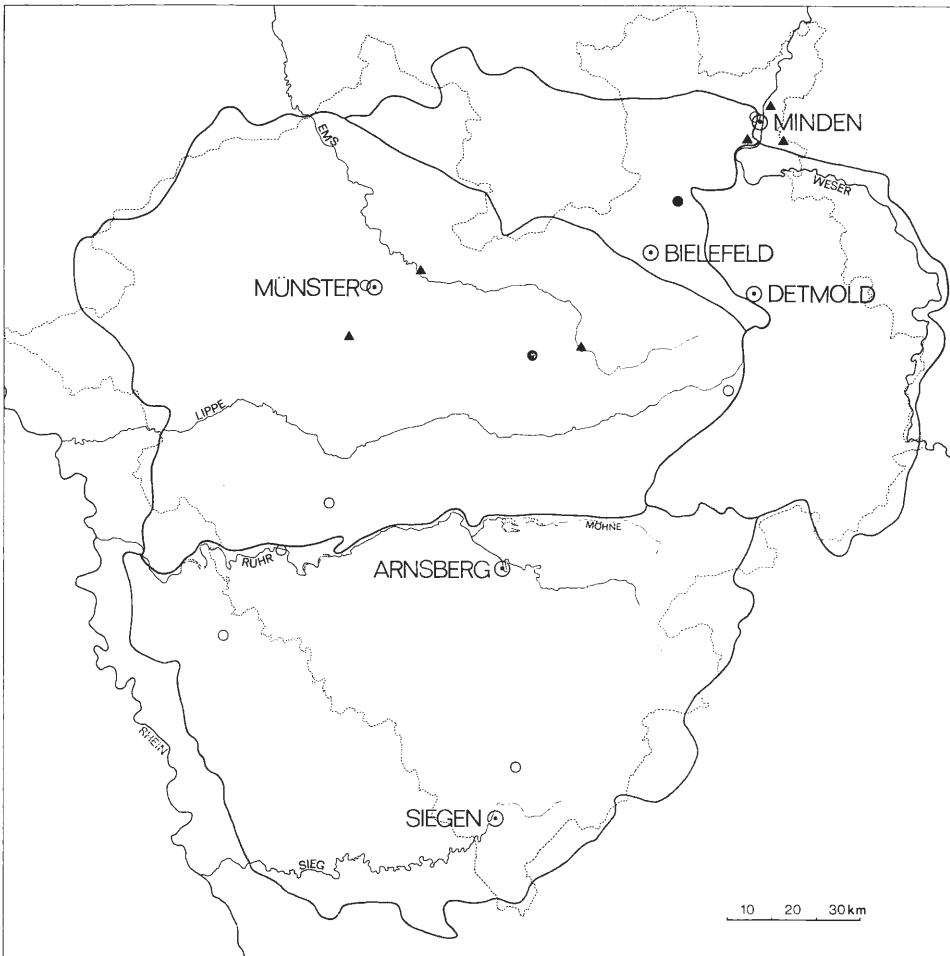 EMS
MINDEN
WESER
BIELEFELD
MÜNSTER
DETMOLD
LIPPE
MÖHNE
RUHR
ARNSBERG
RHEIN
SIEGEN
SIEG
10 20 30 km